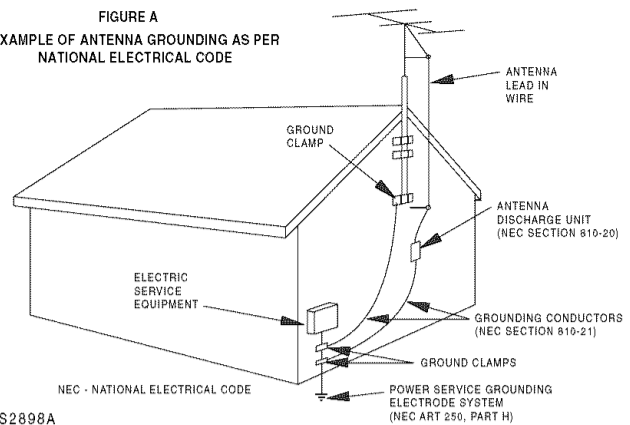 FIGURE A
XAMPLE OF ANTENNA GROUNDING AS PER
NATIONAL ELECTRICAL CODE
ANTENNA
LEAD IN
WIRE
GROUND
CLAMP
ANTENNA
DISCHARGE UNIT
(NEC SECTION 810-20)
ELECTRIC
SERVICE
EQUIPMENT
GROUNDING CONDUCTORS
(NEC SECTION 810-21)
GROUND CLAMPS
NEC - NATIONAL ELECTRICAL CODE
POWER SERVICE GROUNDING
ELECTRODE SYSTEM
(NEC ART 250, PART H)
S2898A